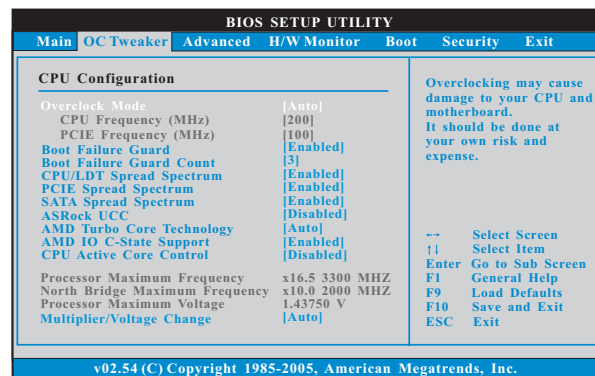 BIOS SETUP UTILITY
Main OC Tweaker Advanced H/W Monitor Boot Security Exit
CPU Configuration
Overclock Mode [Auto]
CPU Frequency (MHz) [200]
PCIE Frequency (MHz) [100]
Boot Failure Guard [Enabled]
Boot Failure Guard Count [3]
CPU/LDT Spread Spectrum [Enabled]
PCIE Spread Spectrum [Enabled]
SATA Spread Spectrum [Enabled]
ASRock UCC [Disabled]
AMD Turbo Core Technology [Auto]
AMD IO C-State Support [Enabled]
CPU Active Core Control [Disabled]
Processor Maximum Frequency x16.5 3300 MHZ
North Bridge Maximum Frequency x10.0 2000 MHZ
Processor Maximum Voltage 1.43750 V
Multiplier/Voltage Change [Auto]
Overclocking may cause
damage to your CPU and
motherboard.
It should be done at
your own risk and
expense.
←→ Select Screen
↑↓ Select Item
Enter Go to Sub Screen
F1 General Help
F9 Load Defaults
F10 Save and Exit
ESC Exit
v02.54 (C) Copyright 1985-2005, American Megatrends, Inc.